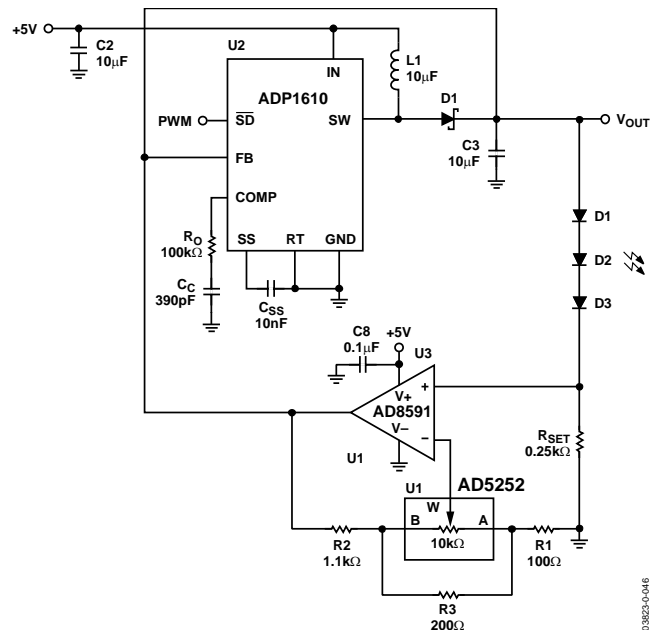 +5V
C2
10μF
U2
IN
L1
10μF
ADP1610
D1
PWM
SD
SW
VOUT
C3
10μF
FB
COMP
RO
100kΩ
SS
RT
GND
D1
D2
D3
CC
390pF
CSS
10nF
C8
0.1μF
+5V
U3
+
V+
AD8591
V–
–
U1
RSET
0.25kΩ
U1
AD5252
W
B
A
10kΩ
R2
1.1kΩ
R1
100Ω
R3
200Ω
03823-0-046